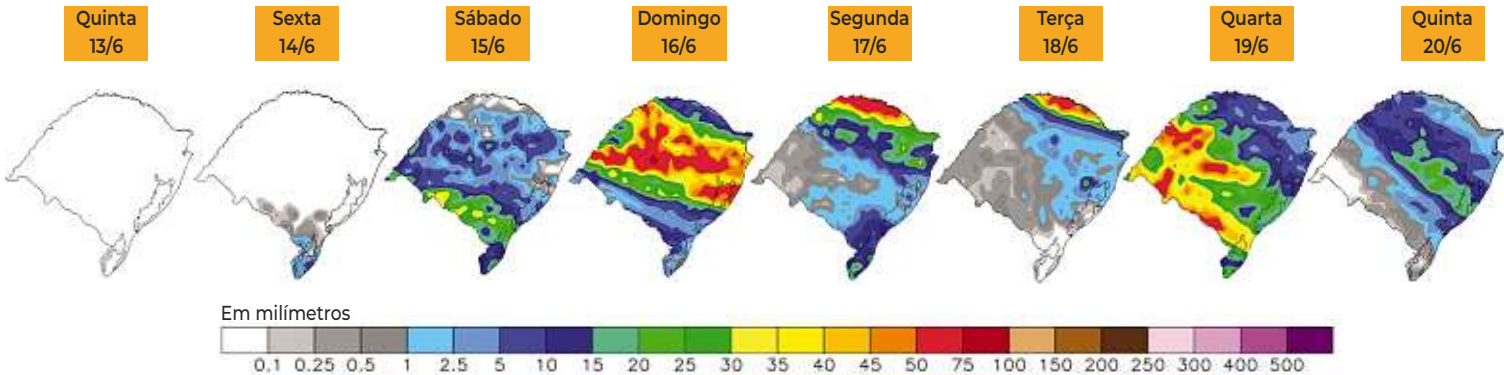 Quinta
13/6
Sexta
14/6
Sábado
15/6
Domingo
16/6
Segunda
17/6
Terça
18/6
Quarta
19/6
Quinta
20/6
Em milímetros
0.1 0.25 0.5 1 2.5 5 10 15 20 25 30 35 40 45 50 75 100 150 200 250 300 400 500